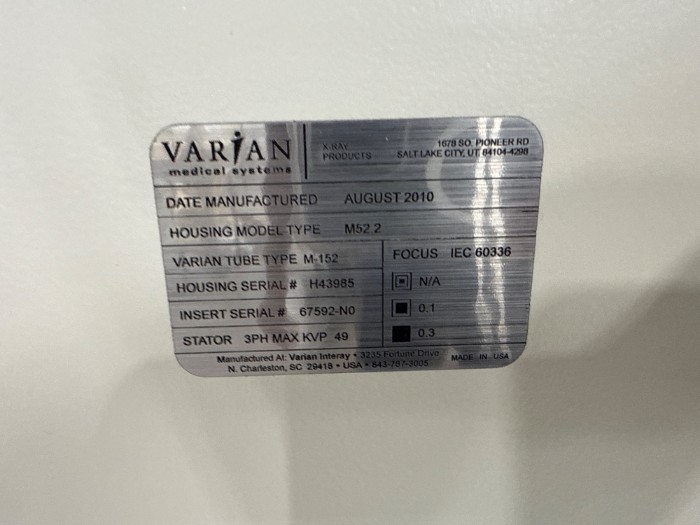 VARIAN
medical systems
X-RAY
PRODUCTS
1678 SO. PIONEER RD
SALT LAKE CITY, UT. 84104-4298
DATE MANUFACTURED AUGUST 2010
HOUSING MODEL TYPE M52.2
VARIAN TUBE TYPE M-152
HOUSING SERIAL # H43985
INSERT SERIAL # 67592-N0
STATOR 3PH MAX KVP 49
FOCUS IEC 60336
N/A
0.1
0.3
Manufactured At: Varian Interay • 3235 Fortune Drive
N. Charleston, SC 29418 • USA • 843-767-3005
MADE IN USA